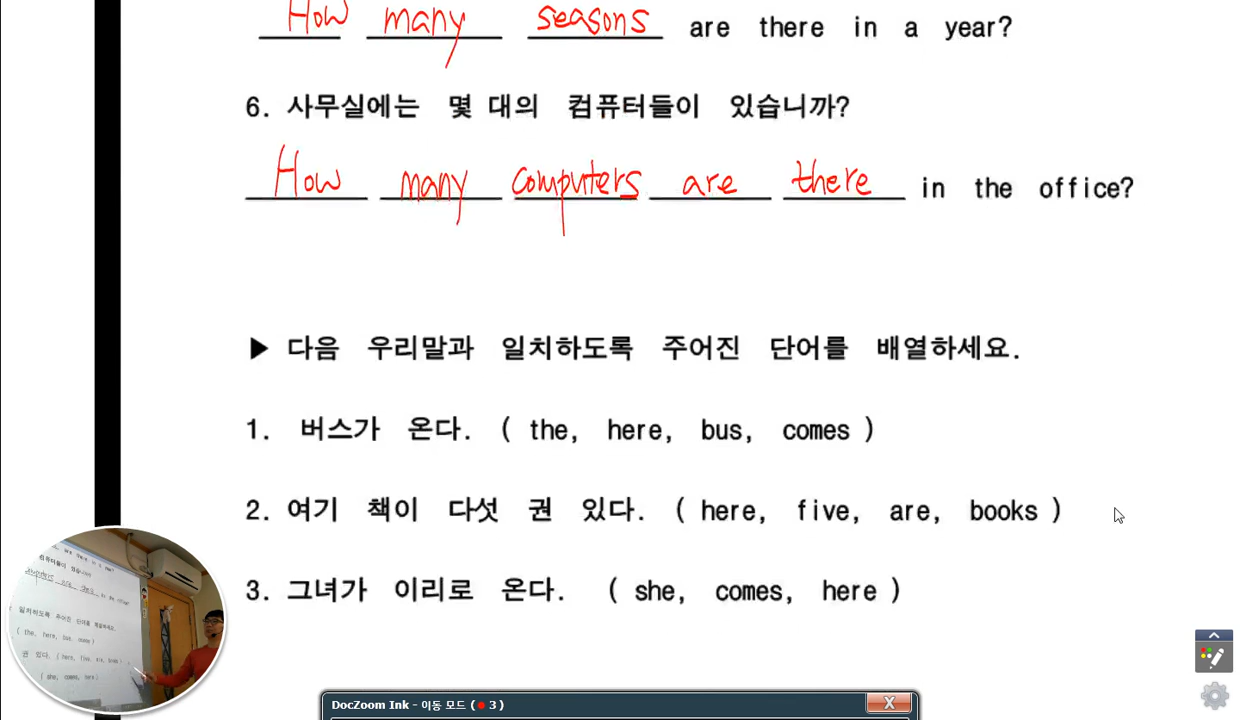 How many seasons are there in a year?
6. 사무실에는 몇 대의 컴퓨터들이 있습니까?
How many computers are there in the office?
▶ 다음 우리말과 일치하도록 주어진 단어를 배열하세요.
1. 버스가 온다. ( the, here, bus, comes )
2. 여기 책이 다섯 권 있다. ( here, five, are, books )
3. 그녀가 이리로 온다. ( she, comes, here )
DocZoom Ink - 이동 모드 ( 3 )
X